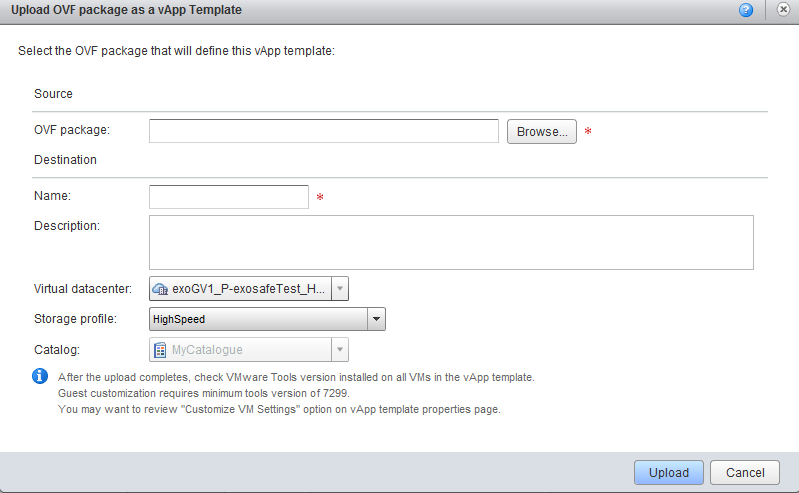 Upload OVF package as a vApp Template
Select the OVF package that will define this vApp template:
Source
OVF package:
Browse... *
Destination
Name: *
Description:
Virtual datacenter: exoGV1_P-exosafeTest_H...
Storage profile: HighSpeed
Catalog: MyCatalogue
After the upload completes, check VMware Tools version installed on all VMs in the vApp template.
Guest customization requires minimum tools version of 7299.
You may want to review "Customize VM Settings" option on vApp template properties page.
Upload Cancel